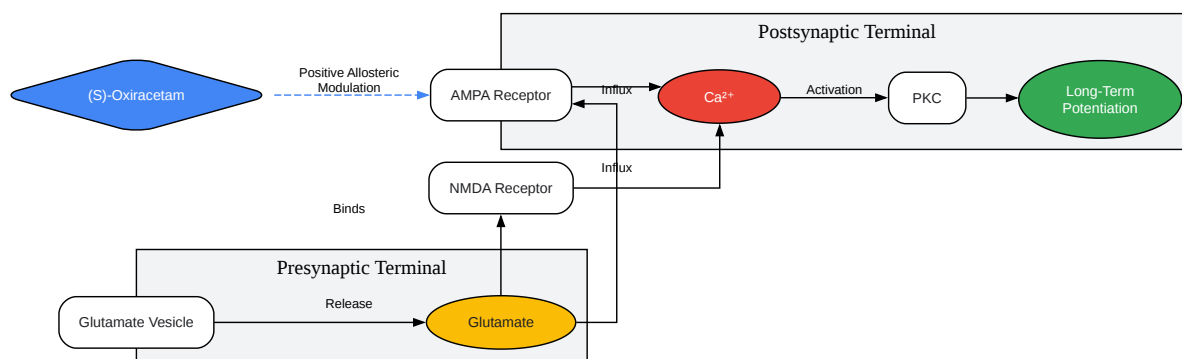 Postsynaptic Terminal
Positive Allosteric
Modulation
(S)-Oxiracetam
AMPA Receptor
Influx
Ca²⁺
Activation
PKC
Long-Term
Potentiation
Influx
NMDA Receptor
Binds
Presynaptic Terminal
Release
Glutamate Vesicle
Glutamate